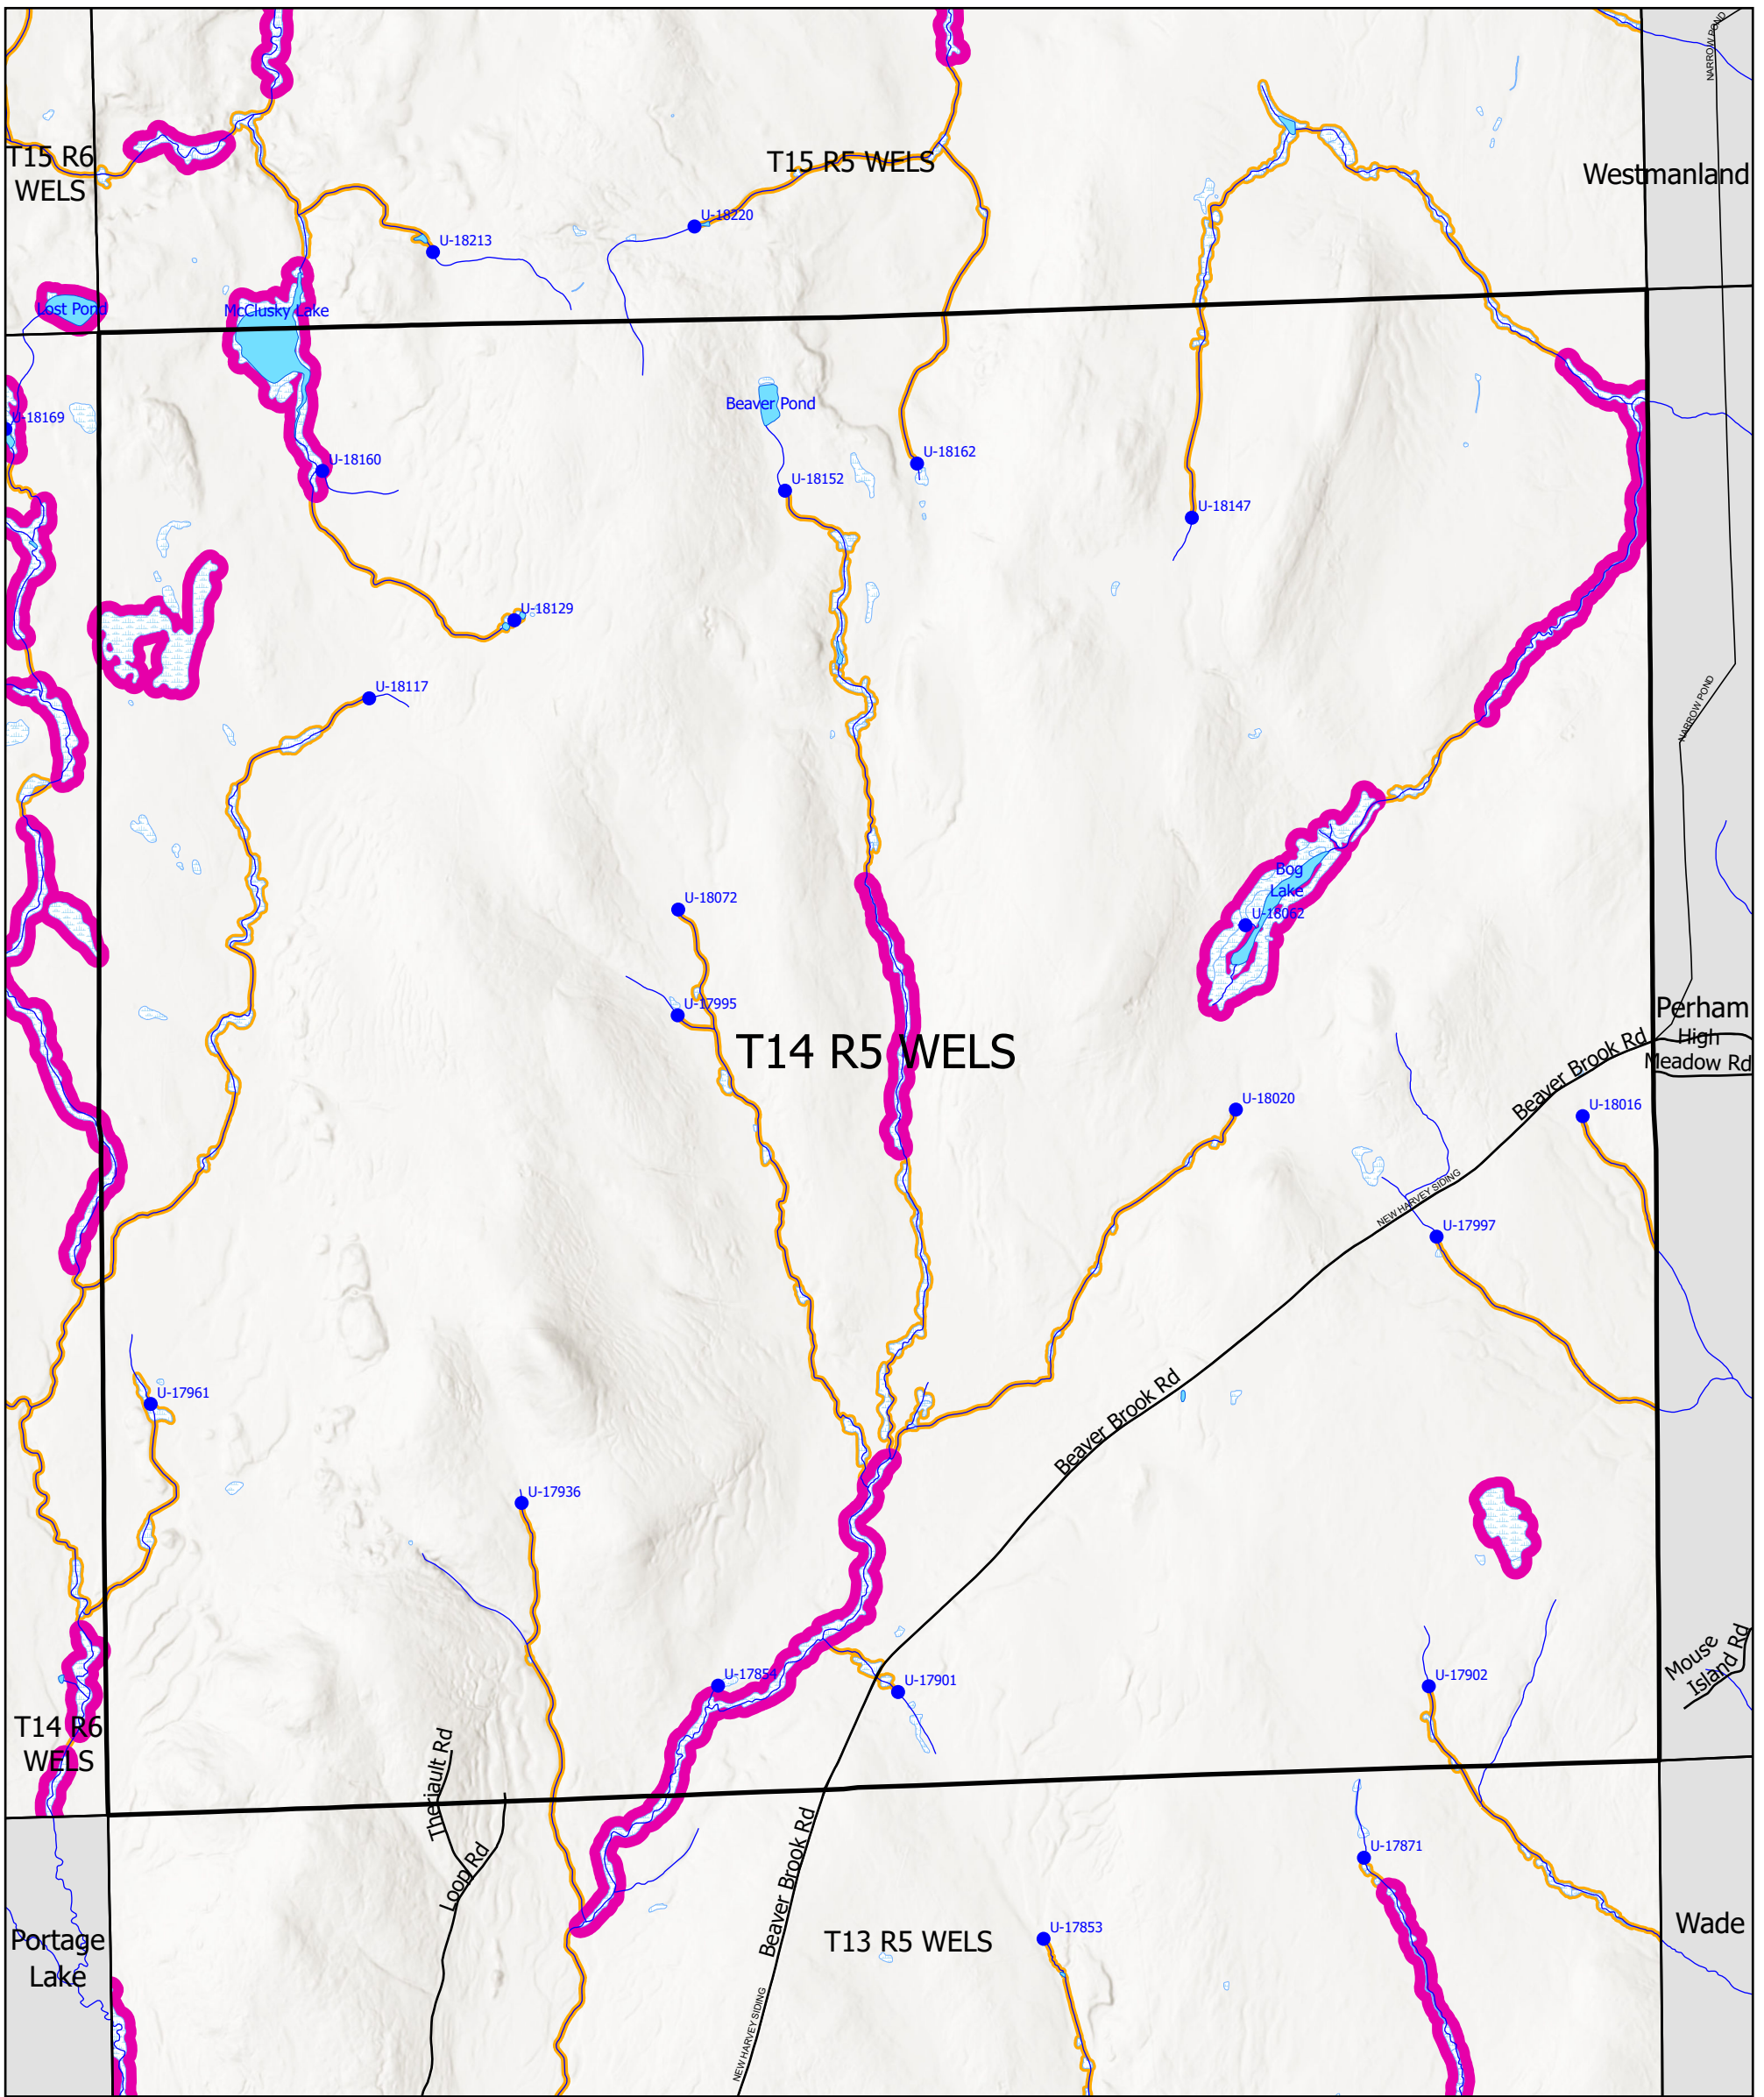 NARROW POND
T15 R6
WELS
T15 R5 WELS
Westmanland
U-18220
U-18213
Lost Pond
McClusky Lake
Beaver Pond
U-18169
U-18160
U-18162
U-18152
U-18147
U-18129
U-18117
NARROW POND
Bog
Lake
U-18072
U-18062
U-17995
T14 R5 WELS
Perham
High
Meadow Rd
Beaver Brook Rd
U-18020
U-18016
NEW HARVEY SIDING
U-17997
U-17961
Beaver Brook Rd
U-17936
Mouse
Island Rd
U-17854
U-17901
U-17902
T14 R6
WELS
Theriault Rd
Loop Rd
Beaver Brook Rd
U-17871
Portage
Lake
T13 R5 WELS
U-17853
Wade
NEW HARVEY SIDING